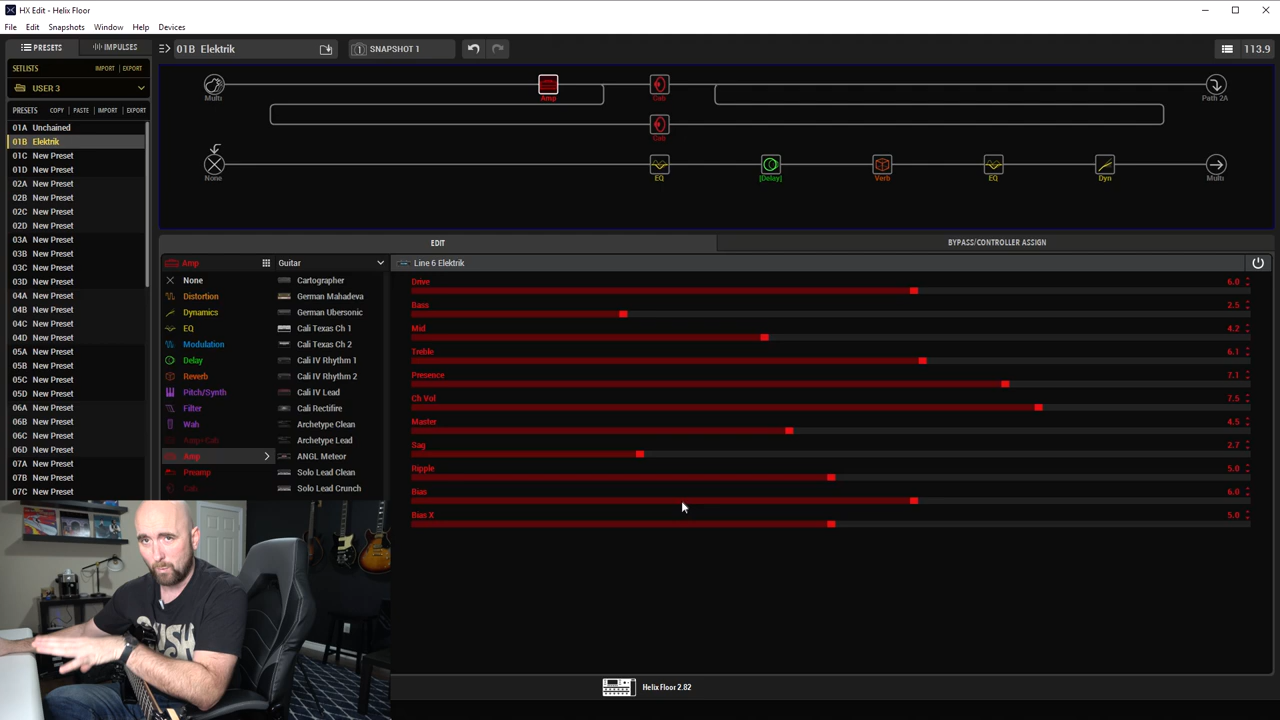 HX Edit - Helix Floor
File Edit Snapshots Window Help Devices
PRESETS IMPULSES
01B Elektrik
1 SNAPSHOT 1
113.9
SETLISTS IMPORT EXPORT
USER 3
PRESETS COPY PASTE IMPORT EXPORT
01A Unchained
01B Elektrik
01C New Preset
01D New Preset
02A New Preset
02B New Preset
02C New Preset
02D New Preset
03A New Preset
03B New Preset
03C New Preset
03D New Preset
04A New Preset
04B New Preset
04C New Preset
04D New Preset
05A New Preset
05B New Preset
05C New Preset
05D New Preset
06A New Preset
06B New Preset
06C New Preset
06D New Preset
07A New Preset
07B New Preset
07C New Preset
Multi Amp Cab Path 2A
Cab
None EQ [Delay] Verb EQ Dyn Multi
EDIT BYPASS/CONTROLLER ASSIGN
Amp
Guitar
Line 6 Elektrik
None
Distortion
Dynamics
EQ
Modulation
Delay
Reverb
Pitch/Synth
Filter
Wah
Amp+Cab
Amp
Preamp
Cab
Cartographer
German Mahadeva
German Ubersonic
Cali Texas Ch 1
Cali Texas Ch 2
Cali IV Rhythm 1
Cali IV Rhythm 2
Cali IV Lead
Cali Rectifire
Archetype Clean
Archetype Lead
ANGL Meteor
Solo Lead Clean
Solo Lead Crunch
Drive 6.0
Bass 2.5
Mid 4.2
Treble 6.1
Presence 7.1
Ch Vol 7.5
Master 4.5
Sag 2.7
Ripple 5.0
Bias 6.0
Bias X 5.0
Helix Floor 2.82